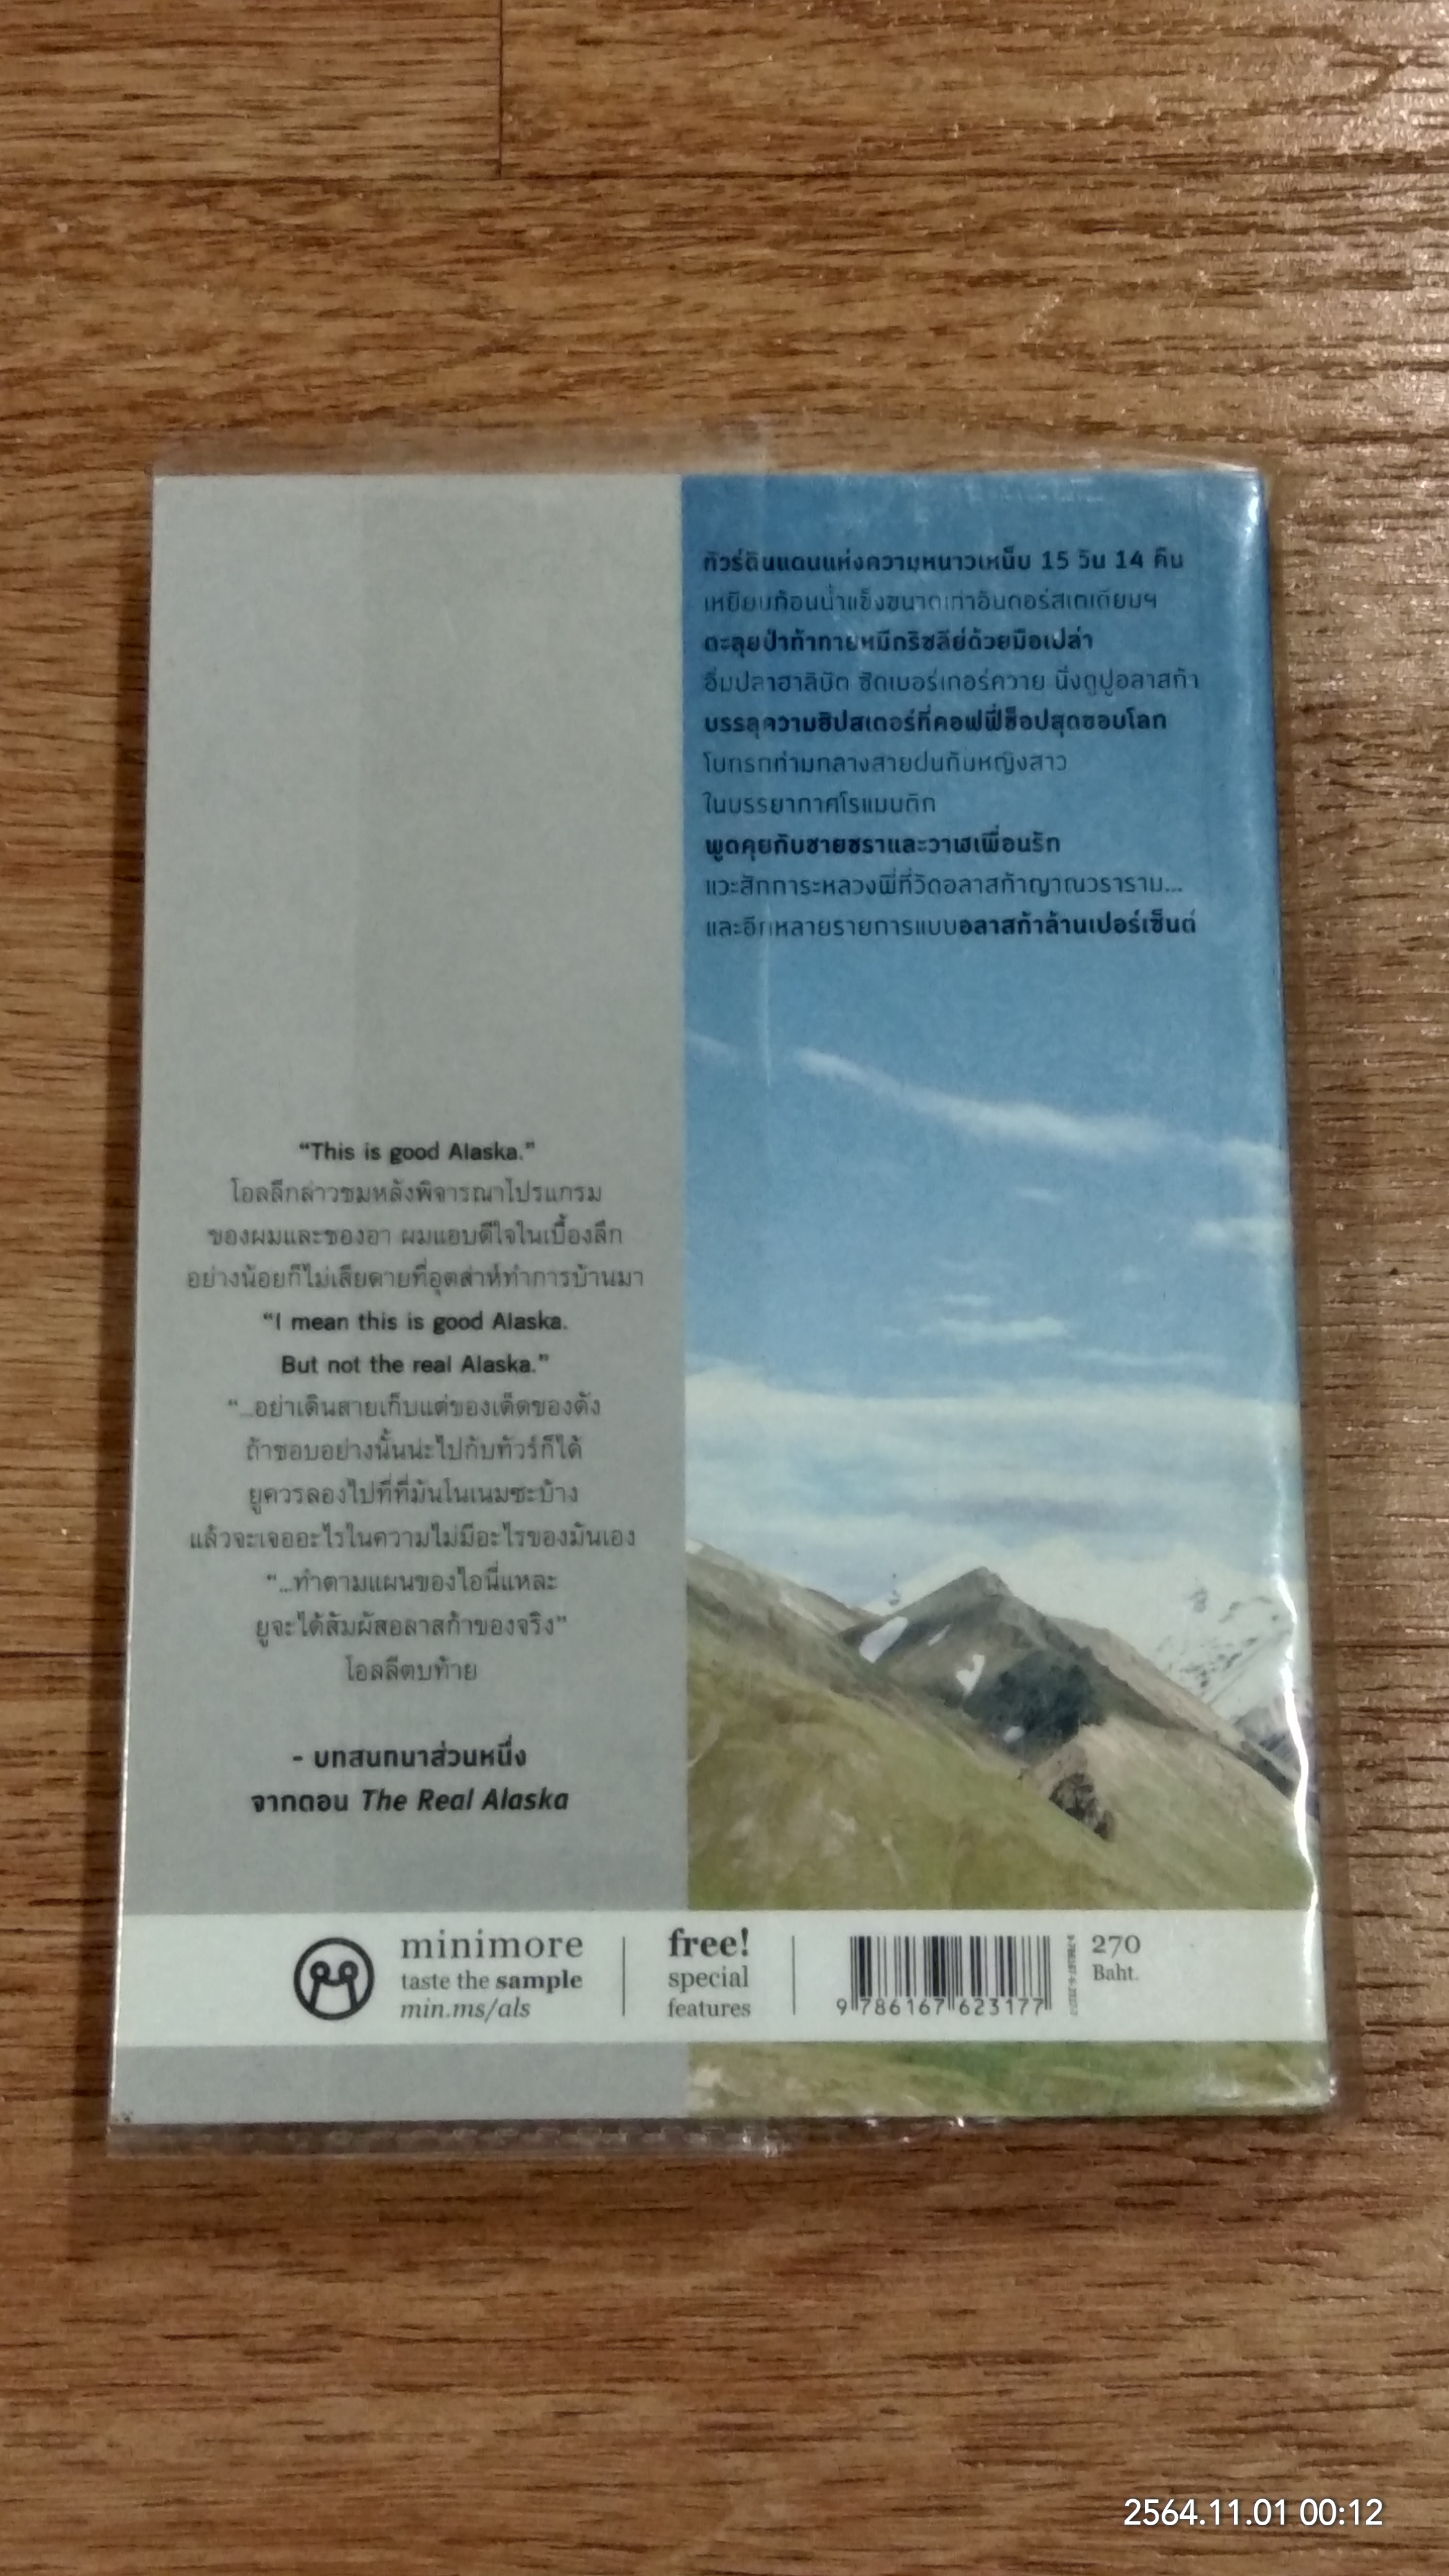 ทัวร์ดินแดนแห่งความหนาวเหน็บ 15 วัน 14 คืน
เหยียบก้อนน้ำแข็งขนาดเท่าอินดอร์สเตเดียมฯ
ตะลุยป่าท้าทายหมีกริซลีย์ด้วยมือเปล่า
อิ่มปลาฮาลิบัต ซัดเบอร์เกอร์ควาย นั่งดูปูอลาสก้า
บรรลุความฮิปสเตอร์ที่คอฟฟี่ช็อปสุดขอบโลก
โบกรถท่ามกลางสายฝนกับหญิงสาว
ในบรรยากาศโรแมนติก
พูดคุยกับชายชราและวาฬเพื่อนรัก
แวะสักการะหลวงพี่ที่วัดอลาสก้าญาณวราราม...
และอีกหลายรายการแบบอลาสก้าล้านเปอร์เซ็นต์
“This is good Alaska.”
โอลลีกล่าวชมหลังพิจารณาโปรแกรม
ของผมและของอา ผมแอบดีใจในเบื้องลึก
อย่างน้อยก็ไม่เสียดายที่อุตส่าห์ทำการบ้านมา
“I mean this is good Alaska.
But not the real Alaska.”
“...อย่าเดินสายเก็บแต่ของเด็ดของดัง
ถ้าชอบอย่างนั้นน่ะไปกับทัวร์ก็ได้
ยูควรลองไปที่ที่มันโนเนมซะบ้าง
แล้วจะเจออะไรในความไม่มีอะไรของมันเอง
“...ทำตามแผนของไอนี่แหละ
ยูจะได้สัมผัสอลาสก้าของจริง”
โอลลีตบท้าย
- บทสนทนาส่วนหนึ่ง
จากตอน The Real Alaska
minimore
taste the sample
min.ms/als
free!
special
features
9 786167 623177
270
Baht.
2564.11.01 00:12